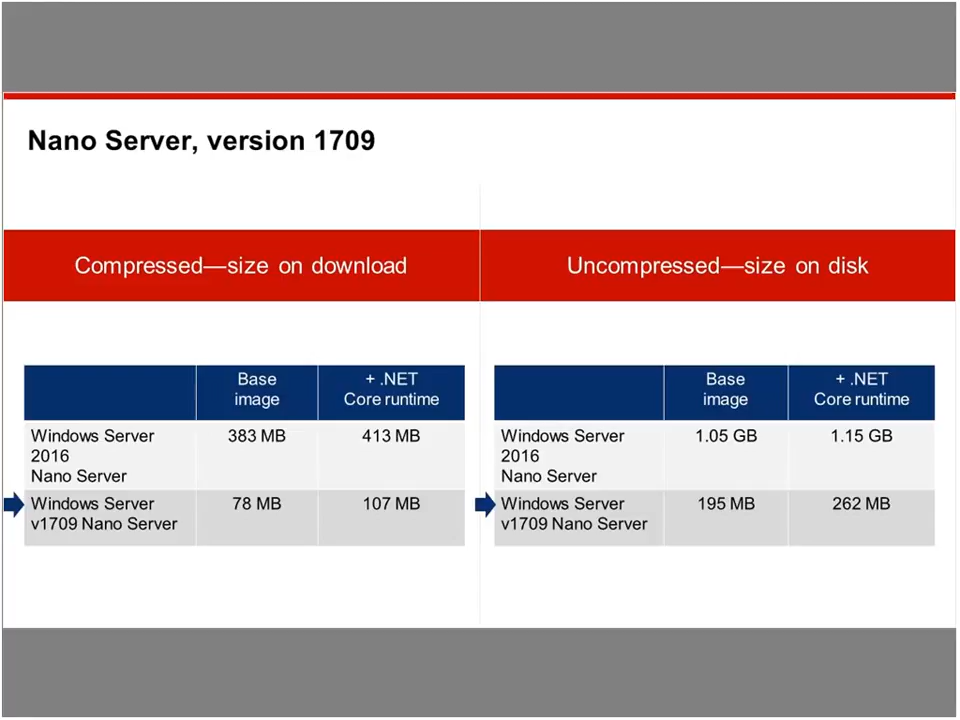 Nano Server, version 1709
Compressed—size on download
Uncompressed—size on disk
Base
image
+ .NET
Core runtime
Windows Server
2016
Nano Server
383 MB
413 MB
Windows Server
v1709 Nano Server
78 MB
107 MB
Base
image
+ .NET
Core runtime
Windows Server
2016
Nano Server
1.05 GB
1.15 GB
Windows Server
v1709 Nano Server
195 MB
262 MB